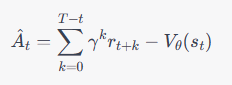 $\hat{A}_t = \sum_{k=0}^{T-t} \gamma^k r_{t+k} - V_\theta(s_t)$